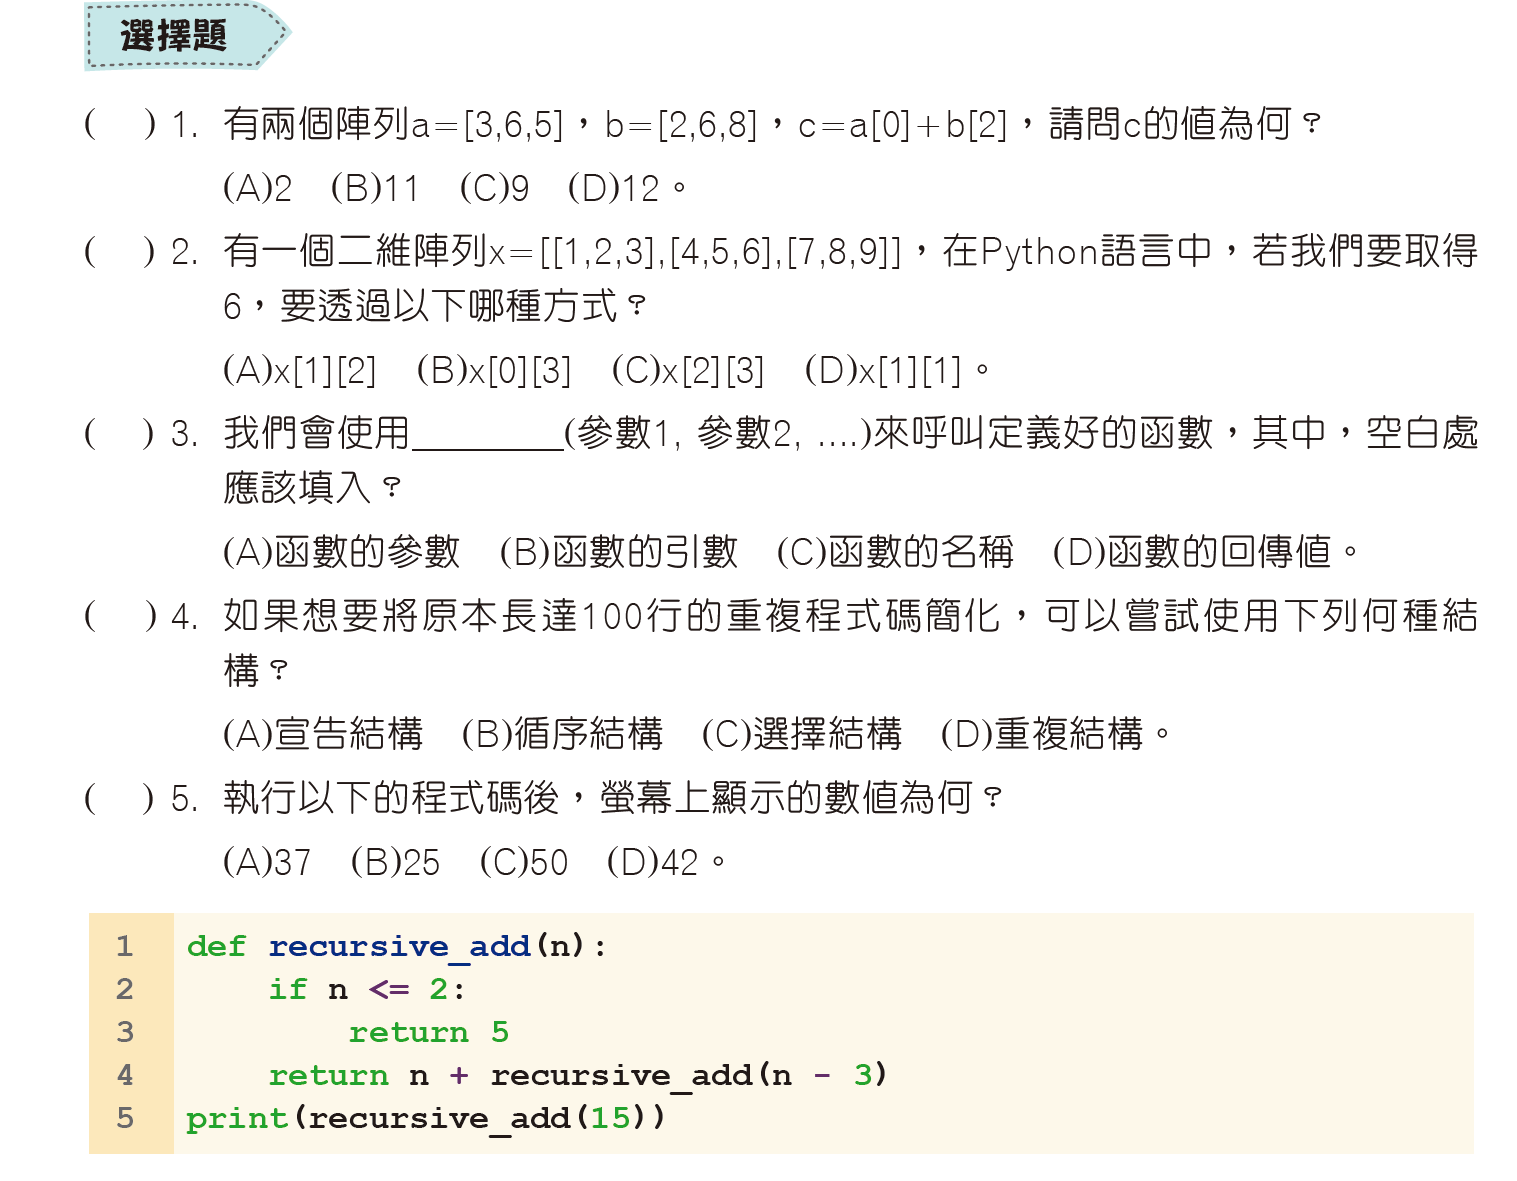 選擇題
(　) 1. 有兩個陣列a=[3,6,5]，b=[2,6,8]，c=a[0]+b[2]，請問c的值為何？
(A)2　(B)11　(C)9　(D)12。
(　) 2. 有一個二維陣列x=[[1,2,3],[4,5,6],[7,8,9]]，在Python語言中，若我們要取得
6，要透過以下哪種方式？
(A)x[1][2]　(B)x[0][3]　(C)x[2][3]　(D)x[1][1]。
(　) 3. 我們會使用________(參數1, 參數2, ....)來呼叫定義好的函數，其中，空白處
應該填入？
(A)函數的參數　(B)函數的引數　(C)函數的名稱　(D)函數的回傳值。
(　) 4. 如果想要將原本長達100行的重複程式碼簡化，可以嘗試使用下列何種結
構？
(A)宣告結構　(B)循序結構　(C)選擇結構　(D)重複結構。
(　) 5. 執行以下的程式碼後，螢幕上顯示的數值為何？
(A)37　(B)25　(C)50　(D)42。
1 def recursive_add(n):
2     if n <= 2:
3         return 5
4     return n + recursive_add(n - 3)
5 print(recursive_add(15))